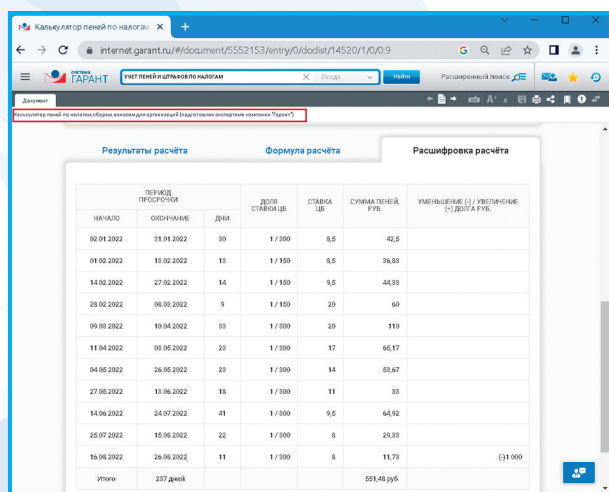 Калькулятор пеней по налогам
internet.garant.ru/#/document/5552153/entry/0/dodist/14520/1/0/0:9
СИСТЕМА
ГАРАНТ
УЧЕТ ПЕНЕЙ И ШТРАФОВ ПО НАЛОГАМ
Везде
Найти
Расширенный поиск
Документ
Калькулятор пеней по налогам, сборам, взносам для организаций (подготовлен экспертами компании "Гарант")
Результаты расчёта Формула расчёта Расшифровка расчёта
ПЕРИОД ПРОСРОЧКИ
НАЧАЛО ОКОНЧАНИЕ ДНИ
ДОЛЯ СТАВКИ ЦБ
СТАВКА ЦБ
СУММА ПЕНЕЙ, РУБ.
УМЕНЬШЕНИЕ (-) / УВЕЛИЧЕНИЕ (+) ДОЛГА РУБ.
02.01.2022 31.01.2022 30 1 / 300 8,5 42,5
01.02.2022 13.02.2022 13 1 / 150 8,5 36,83
14.02.2022 27.02.2022 14 1 / 150 9,5 44,33
28.02.2022 08.03.2022 9 1 / 150 20 60
09.03.2022 10.04.2022 33 1 / 300 20 110
11.04.2022 03.05.2022 23 1 / 300 17 65,17
04.05.2022 26.05.2022 23 1 / 300 14 53,67
27.05.2022 13.06.2022 18 1 / 300 11 33
14.06.2022 24.07.2022 41 1 / 300 9,5 64,92
25.07.2022 15.08.2022 22 1 / 300 8 29,33
16.08.2022 26.08.2022 11 1 / 300 8 11,73 (-)1 000
Итого 237 дней 551,48 руб.